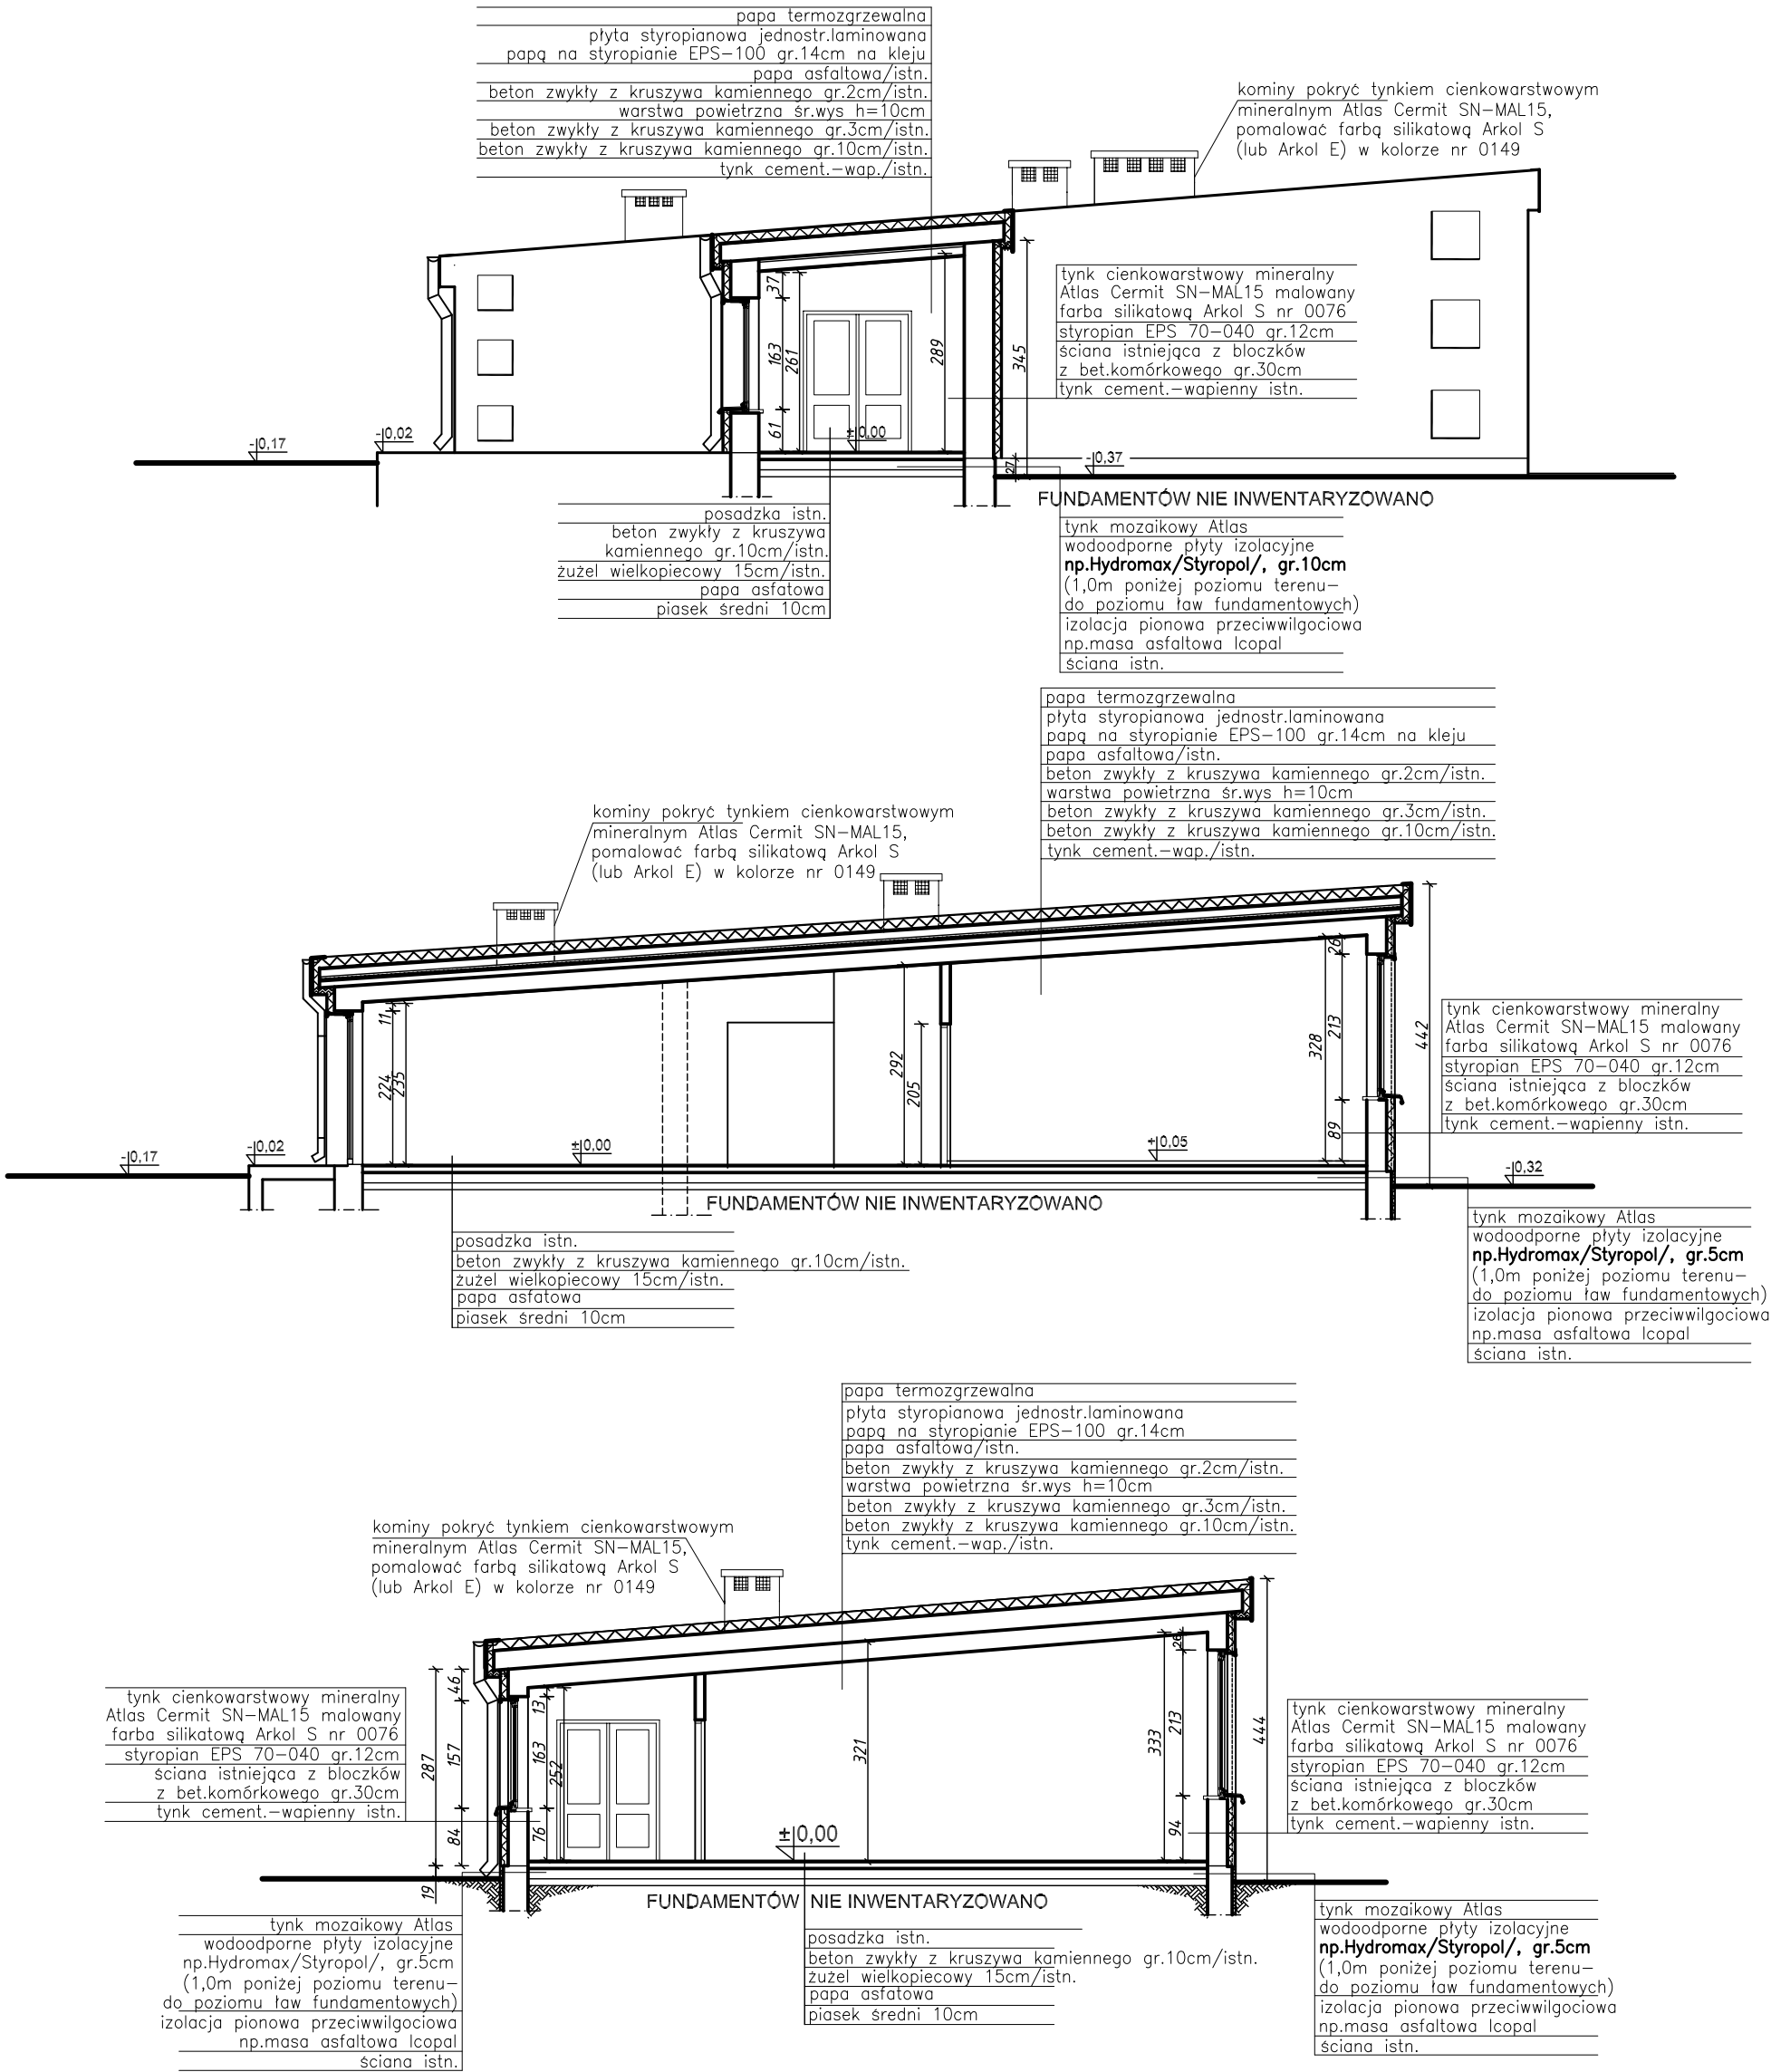 papa termozgrzewalna
płyta styropianowa jednostr.laminowana
papą na styropianie EPS-100 gr.14cm na kleju
papa asfaltowa/istn.
beton zwykły z kruszywa kamiennego gr.2cm/istn.
warstwa powietrzna śr.wys h=10cm
beton zwykły z kruszywa kamiennego gr.3cm/istn.
beton zwykły z kruszywa kamiennego gr.10cm/istn.
tynk cement.-wap./istn.
kominy pokryć tynkiem cienkowarstwowym
mineralnym Atlas Cermit SN-MAL15,
pomalować farbą silikatową Arkol S
(lub Arkol E) w kolorze nr 0149
tynk cienkowarstwowy mineralny
Atlas Cermit SN-MAL15 malowany
farba silikatową Arkol S nr 0076
styropian EPS 70-040 gr.12cm
ściana istniejąca z bloczków
z bet.komórkowego gr.30cm
tynk cement.-wapienny istn.
37
163
261
61
289
345
27
-0,17
-0,02
±0,00
-0,37
FUNDAMENTÓW NIE INWENTARYZOWANO
posadzka istn.
beton zwykły z kruszywa
kamiennego gr.10cm/istn.
żużel wielkopiecowy 15cm/istn.
papa asfatowa
piasek średni 10cm
tynk mozaikowy Atlas
wodoodporne płyty izolacyjne
np.Hydromax/Styropol/, gr.10cm
(1,0m poniżej poziomu terenu-
do poziomu ław fundamentowych)
izolacja pionowa przeciwwilgociowa
np.masa asfaltowa Icopal
ściana istn.
papa termozgrzewalna
płyta styropianowa jednostr.laminowana
papą na styropianie EPS-100 gr.14cm na kleju
papa asfaltowa/istn.
beton zwykły z kruszywa kamiennego gr.2cm/istn.
warstwa powietrzna śr.wys h=10cm
beton zwykły z kruszywa kamiennego gr.3cm/istn.
beton zwykły z kruszywa kamiennego gr.10cm/istn.
tynk cement.-wap./istn.
kominy pokryć tynkiem cienkowarstwowym
mineralnym Atlas Cermit SN-MAL15,
pomalować farbą silikatową Arkol S
(lub Arkol E) w kolorze nr 0149
11
224
235
292
205
328
26
213
89
442
tynk cienkowarstwowy mineralny
Atlas Cermit SN-MAL15 malowany
farba silikatową Arkol S nr 0076
styropian EPS 70-040 gr.12cm
ściana istniejąca z bloczków
z bet.komórkowego gr.30cm
tynk cement.-wapienny istn.
-0,17
-0,02
±0,00
+0,05
-0,32
FUNDAMENTÓW NIE INWENTARYZOWANO
posadzka istn.
beton zwykły z kruszywa kamiennego gr.10cm/istn.
żużel wielkopiecowy 15cm/istn.
papa asfatowa
piasek średni 10cm
tynk mozaikowy Atlas
wodoodporne płyty izolacyjne
np.Hydromax/Styropol/, gr.5cm
(1,0m poniżej poziomu terenu-
do poziomu ław fundamentowych)
izolacja pionowa przeciwwilgociowa
np.masa asfaltowa Icopal
ściana istn.
papa termozgrzewalna
płyta styropianowa jednostr.laminowana
papą na styropianie EPS-100 gr.14cm
papa asfaltowa/istn.
beton zwykły z kruszywa kamiennego gr.2cm/istn.
warstwa powietrzna śr.wys h=10cm
beton zwykły z kruszywa kamiennego gr.3cm/istn.
beton zwykły z kruszywa kamiennego gr.10cm/istn.
tynk cement.-wap./istn.
kominy pokryć tynkiem cienkowarstwowym
mineralnym Atlas Cermit SN-MAL15,
pomalować farbą silikatową Arkol S
(lub Arkol E) w kolorze nr 0149
tynk cienkowarstwowy mineralny
Atlas Cermit SN-MAL15 malowany
farba silikatową Arkol S nr 0076
styropian EPS 70-040 gr.12cm
ściana istniejąca z bloczków
z bet.komórkowego gr.30cm
tynk cement.-wapienny istn.
287
46
157
84
19
13
163
252
76
321
333
26
213
94
444
±0,00
tynk cienkowarstwowy mineralny
Atlas Cermit SN-MAL15 malowany
farba silikatową Arkol S nr 0076
styropian EPS 70-040 gr.12cm
ściana istniejąca z bloczków
z bet.komórkowego gr.30cm
tynk cement.-wapienny istn.
FUNDAMENTÓW NIE INWENTARYZOWANO
tynk mozaikowy Atlas
wodoodporne płyty izolacyjne
np.Hydromax/Styropol/, gr.5cm
(1,0m poniżej poziomu terenu-
do poziomu ław fundamentowych)
izolacja pionowa przeciwwilgociowa
np.masa asfaltowa Icopal
ściana istn.
posadzka istn.
beton zwykły z kruszywa kamiennego gr.10cm/istn.
żużel wielkopiecowy 15cm/istn.
papa asfatowa
piasek średni 10cm
tynk mozaikowy Atlas
wodoodporne płyty izolacyjne
np.Hydromax/Styropol/, gr.5cm
(1,0m poniżej poziomu terenu-
do poziomu ław fundamentowych)
izolacja pionowa przeciwwilgociowa
np.masa asfaltowa Icopal
ściana istn.